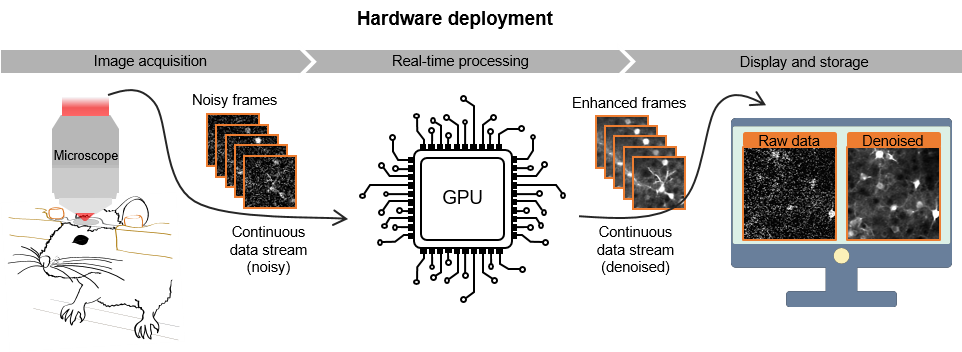 Hardware deployment
Image acquisition
Real-time processing
Display and storage
Noisy frames
Microscope
Continuous
data stream
(noisy)
GPU
Enhanced frames
Continuous
data stream
(denoised)
Raw data
Denoised